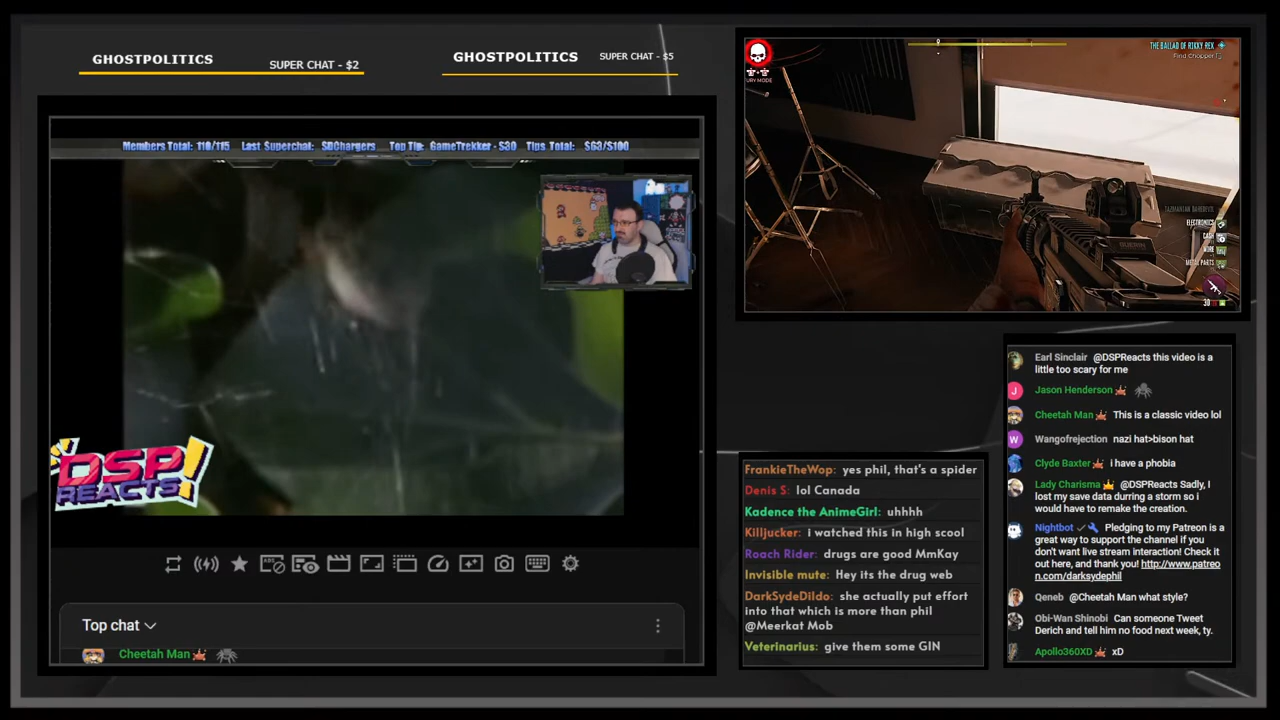 GHOSTPOLITICS
SUPER CHAT - $2
GHOSTPOLITICS
SUPER CHAT - $5
Members Total: 110/115 Last Superchat: SDChargers Top Tip: GameTrekker - $30 Tips Total: $63/$100
DSP
REACTS!
Top chat
Cheetah Man
THE BALLAD OF RIKKY REX
URY MODE
ELECTRONICS
CASH
METAL PARTS
30
FrankieTheWop: yes phil, that's a spider
Denis S: lol Canada
Kadence the AnimeGirl: uhhhh
Killjucker: i watched this in high scool
Roach Rider: drugs are good MmKay
Invisible mute: Hey its the drug web
DarkSydeDildo: she actually put effort
into that which is more than phil
@Meerkat Mob
Veterinarius: give them some GIN
Earl Sinclair @DSPReacts this video is a
little too scary for me
J Jason Henderson
Cheetah Man This is a classic video lol
W Wangofrejection nazi hat>bison hat
Clyde Baxter i have a phobia
Lady Charisma @DSPReacts Sadly, I
lost my save data durring a storm so i
would have to remake the creation.
Nightbot Pledging to my Patreon is a
great way to support the channel if you
don't want live stream interaction! Check it
out here, and thank you! http://www.patreo
n.com/darksydephil
Qeneb @Cheetah Man what style?
Obi-Wan Shinobi Can someone Tweet
Derich and tell him no food next week, ty.
Apollo360XD xD